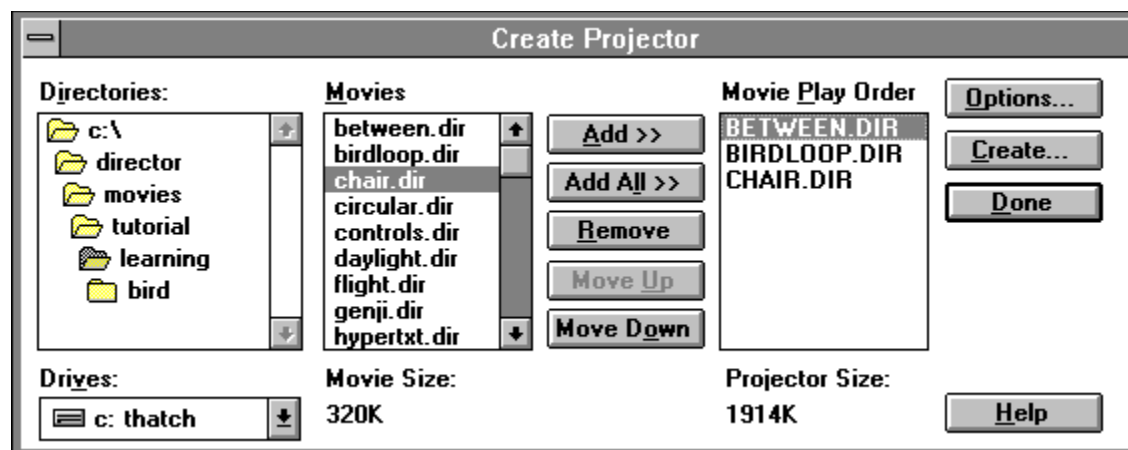 Create Projector
Directories:
c:\
director
movies
tutorial
learning
bird
Drives:
c: thatch
Movies
between.dir
birdloop.dir
chair.dir
circular.dir
controls.dir
daylight.dir
flight.dir
genji.dir
hypertxt.dir
Movie Size:
320K
Add >>
Add All >>
Remove
Move Up
Move Down
Movie Play Order
BETWEEN.DIR
BIRDLOOP.DIR
CHAIR.DIR
Projector Size:
1914K
Options...
Create...
Done
Help